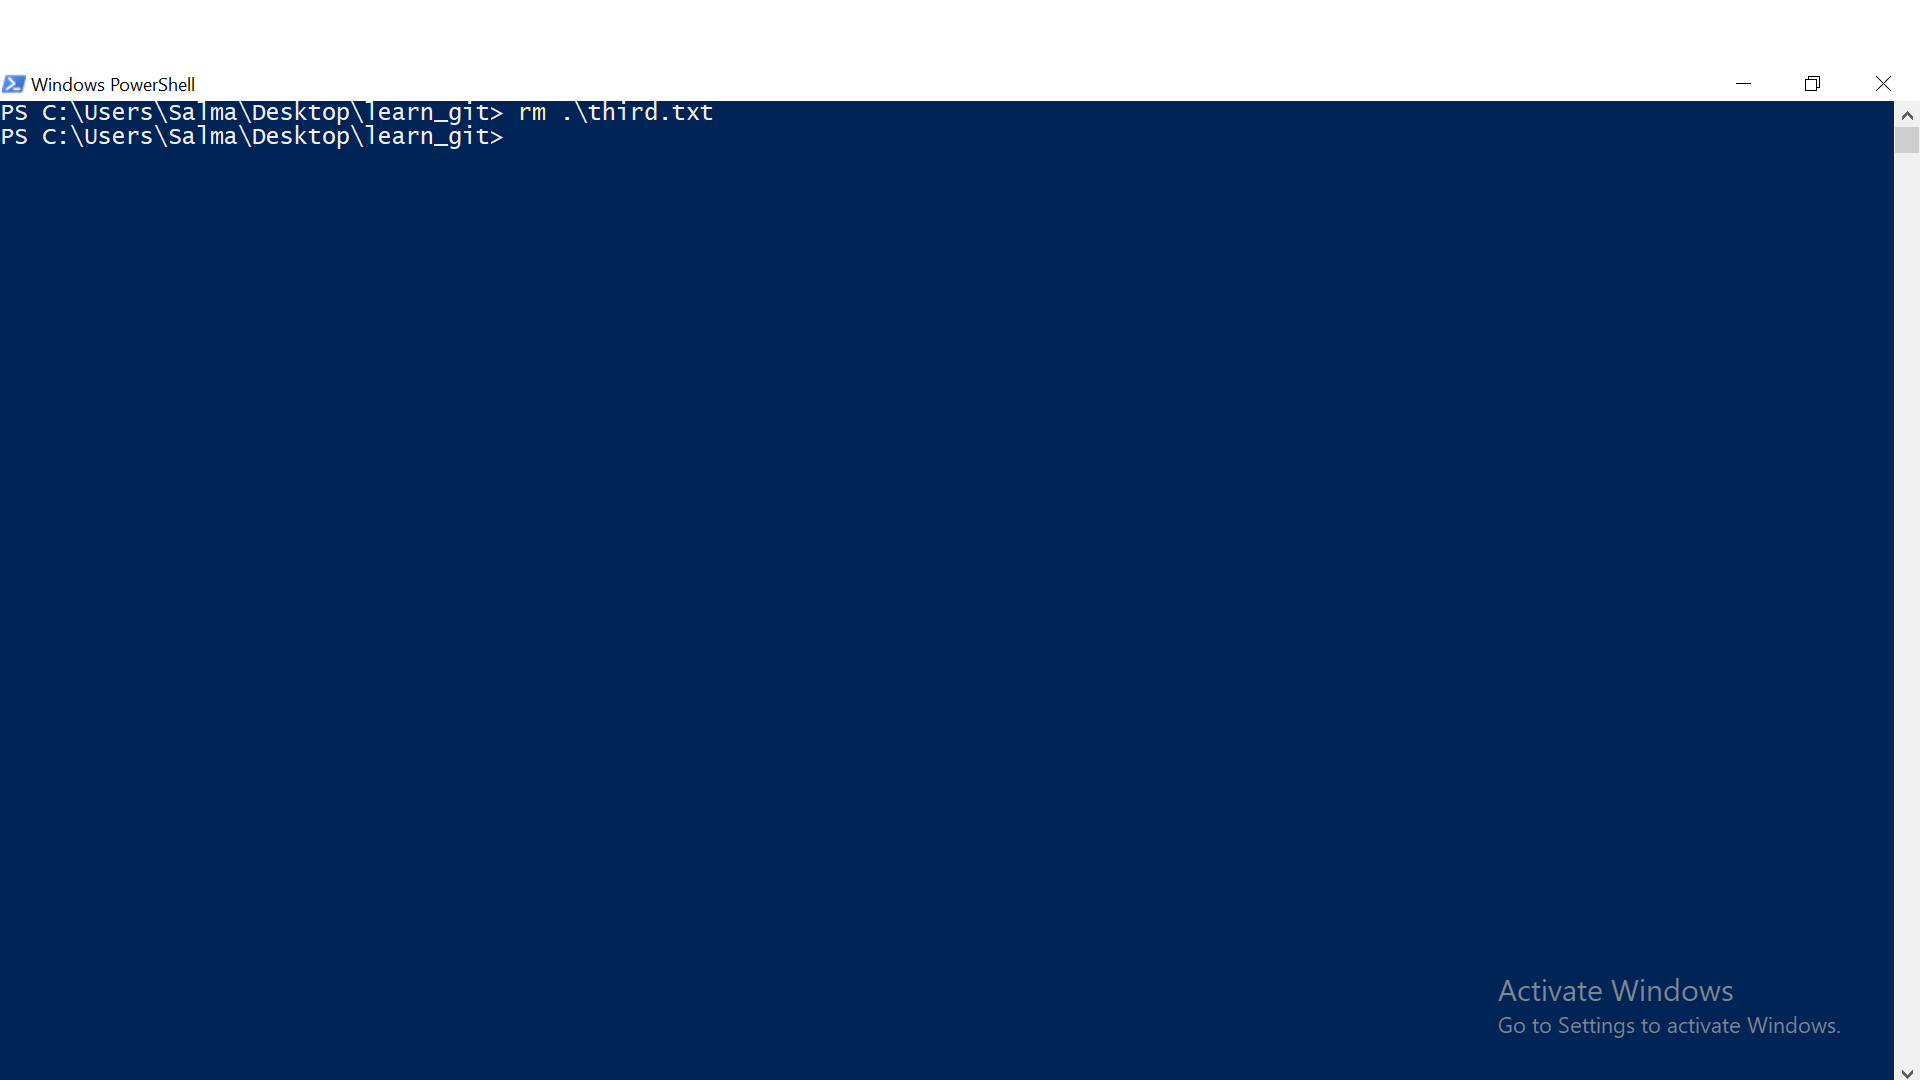 Windows PowerShell
PS C:\Users\Salma\Desktop\learn_git> rm .\third.txt
PS C:\Users\Salma\Desktop\learn_git>
Activate Windows
Go to Settings to activate Windows.